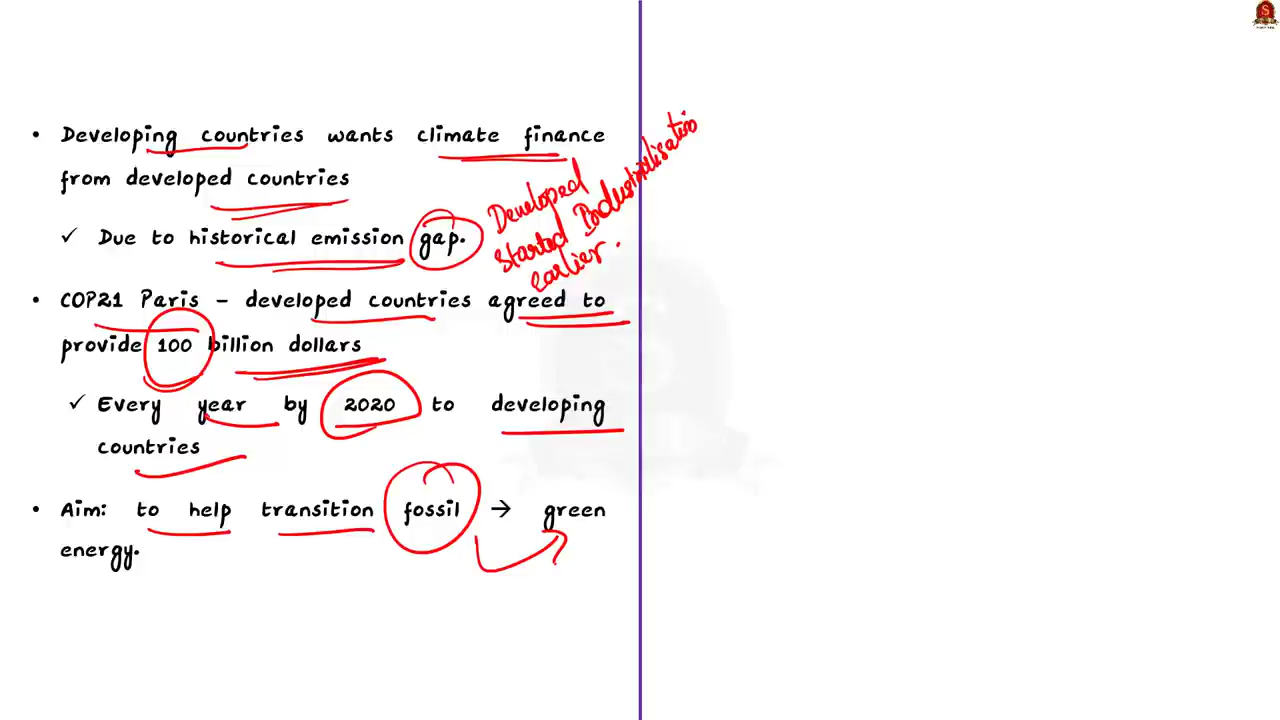 • Developing countries wants climate finance
from developed countries
✓ Due to historical emission gap.
Developed
Started Industrialisation
earlier.
• COP21 Paris – developed countries agreed to
provide 100 billion dollars
✓ Every year by 2020 to developing
countries
• Aim: to help transition fossil → green
energy.